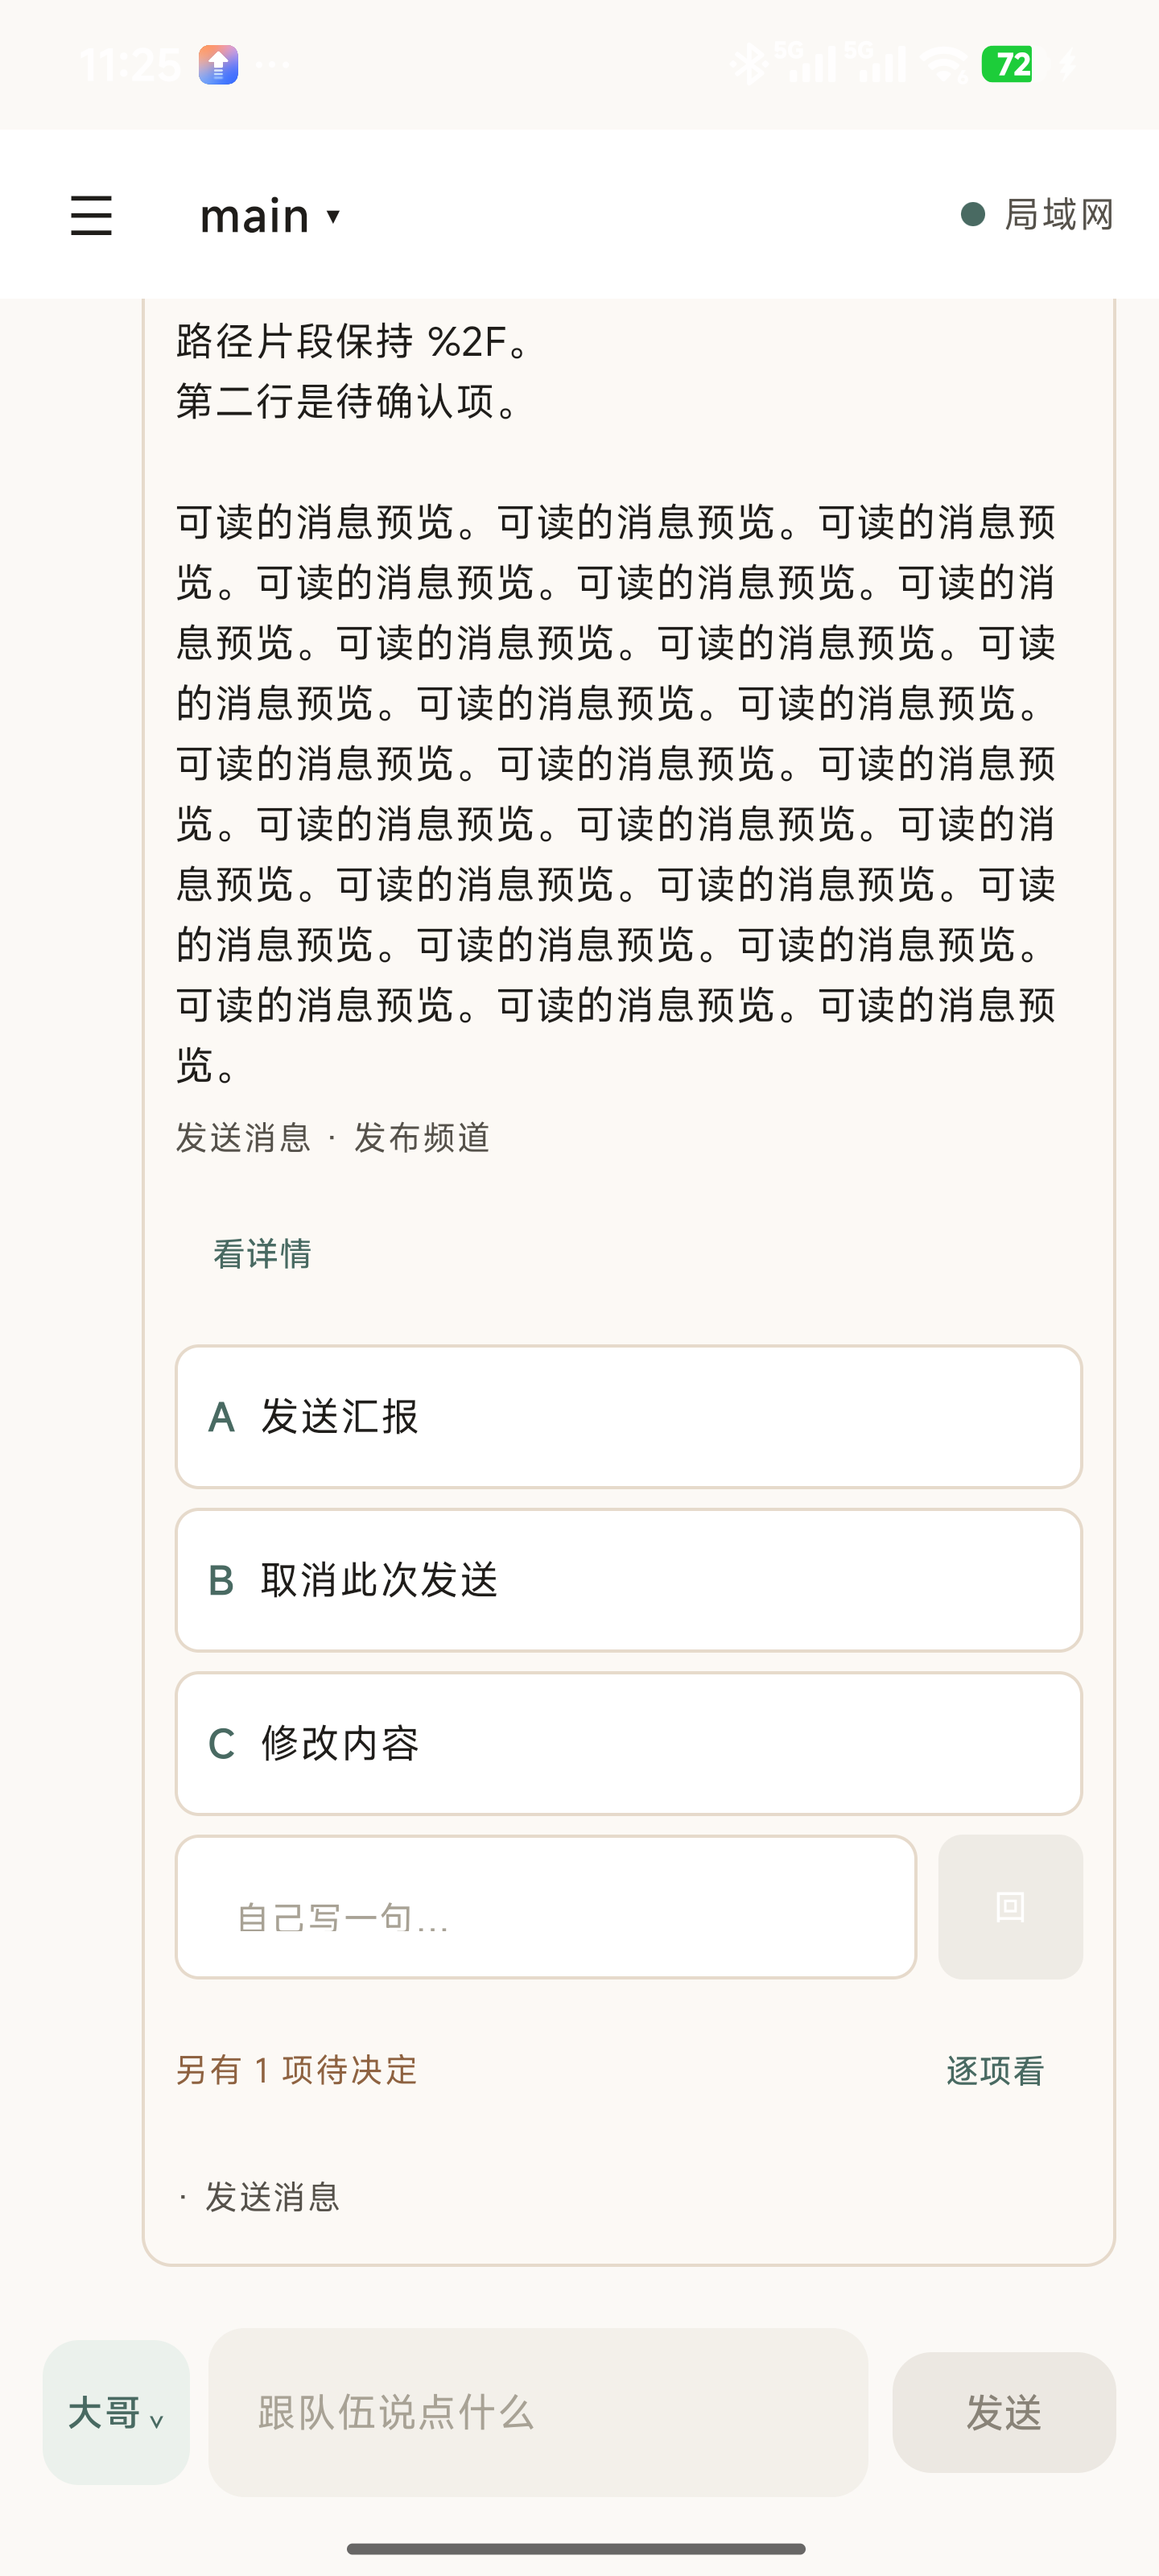 11:25
5G 5G 6 72
main
局域网
路径片段保持 %2F。
第二行是待确认项。
可读的消息预览。可读的消息预览。可读的消息预
览。可读的消息预览。可读的消息预览。可读的消
息预览。可读的消息预览。可读的消息预览。可读
的消息预览。可读的消息预览。可读的消息预览。
可读的消息预览。可读的消息预览。可读的消息预
览。可读的消息预览。可读的消息预览。可读的消
息预览。可读的消息预览。可读的消息预览。可读
的消息预览。可读的消息预览。可读的消息预览。
可读的消息预览。可读的消息预览。可读的消息预
览。
发送消息 · 发布频道
看详情
A 发送汇报
B 取消此次发送
C 修改内容
自己写一句...
回
另有 1 项待决定
逐项看
· 发送消息
大哥
跟队伍说点什么
发送